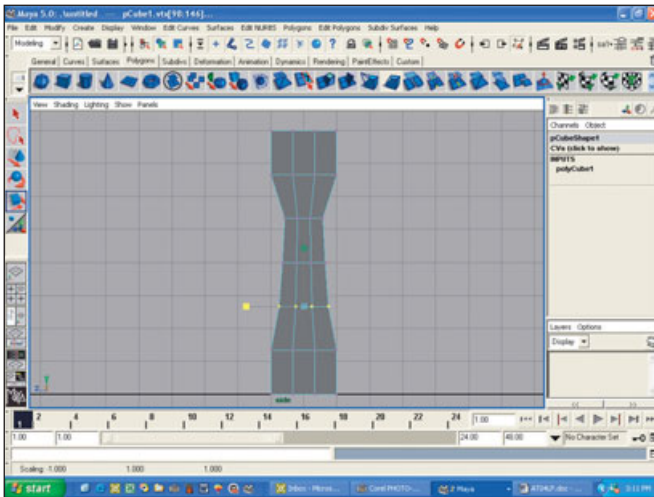 Maya 5.0: .\untitled --- pCube1.vtx[98:146]...
File Edit Modify Create Display Window Edit Curves Surfaces Edit NURBS Polygons Edit Polygons Subdiv Surfaces Help
Modeling
General Curves Surfaces Polygons Subdivs Deformation Animation Dynamics Rendering PaintEffects Custom
View Shading Lighting Show Panels
Channels Object
pCubeShape1
CVs (click to show)
INPUTS
polyCube1
Layers Options
Display
side
2 4 6 8 10 12 14 16 18 20 22 24
1
1.00
1.00 1.00 24.00 48.00 No Character Set
Scaling: 1.000 1.000 1.000
start Inbox - Micros... Corel PHOTO-... 2 Maya